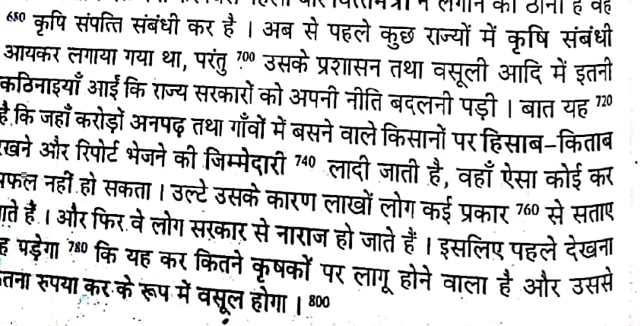 ने लगाने की ठानी है वह
680 कृषि संपत्ति संबंधी कर है । अब से पहले कुछ राज्यों में कृषि संबंधी
आयकर लगाया गया था, परंतु 700 उसके प्रशासन तथा वसूली आदि में इतनी
कठिनाइयाँ आईं कि राज्य सरकारों को अपनी नीति बदलनी पड़ी । बात यह 720
है कि जहाँ करोड़ों अनपढ़ तथा गाँवों में बसने वाले किसानों पर हिसाब–किताब
रखने और रिपोर्ट भेजने की जिम्मेदारी 740 लादी जाती है, वहाँ ऐसा कोई कर
नहीं हो सकता । उल्टे उसके कारण लाखों लोग कई प्रकार 760 से सताए
हैं । और फिर वे लोग सरकार से नाराज हो जाते हैं । इसलिए पहले देखना
पड़ेगा 780 कि यह कर कितने कृषकों पर लागू होने वाला है और उससे
रुपया कर के रूप में वसूल होगा । 800